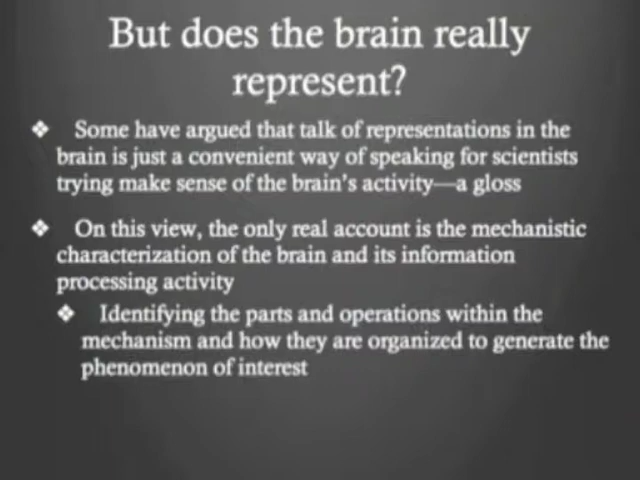 But does the brain really
represent?
❖ Some have argued that talk of representations in the
brain is just a convenient way of speaking for scientists
trying make sense of the brain's activity—a gloss
❖ On this view, the only real account is the mechanistic
characterization of the brain and its information
processing activity
❖ Identifying the parts and operations within the
mechanism and how they are organized to generate the
phenomenon of interest